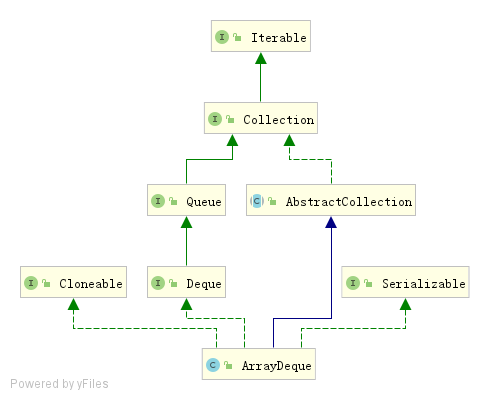 I Iterable
I Collection
I Queue
C AbstractCollection
I Cloneable
I Deque
I Serializable
C ArrayDeque
Powered by yFiles